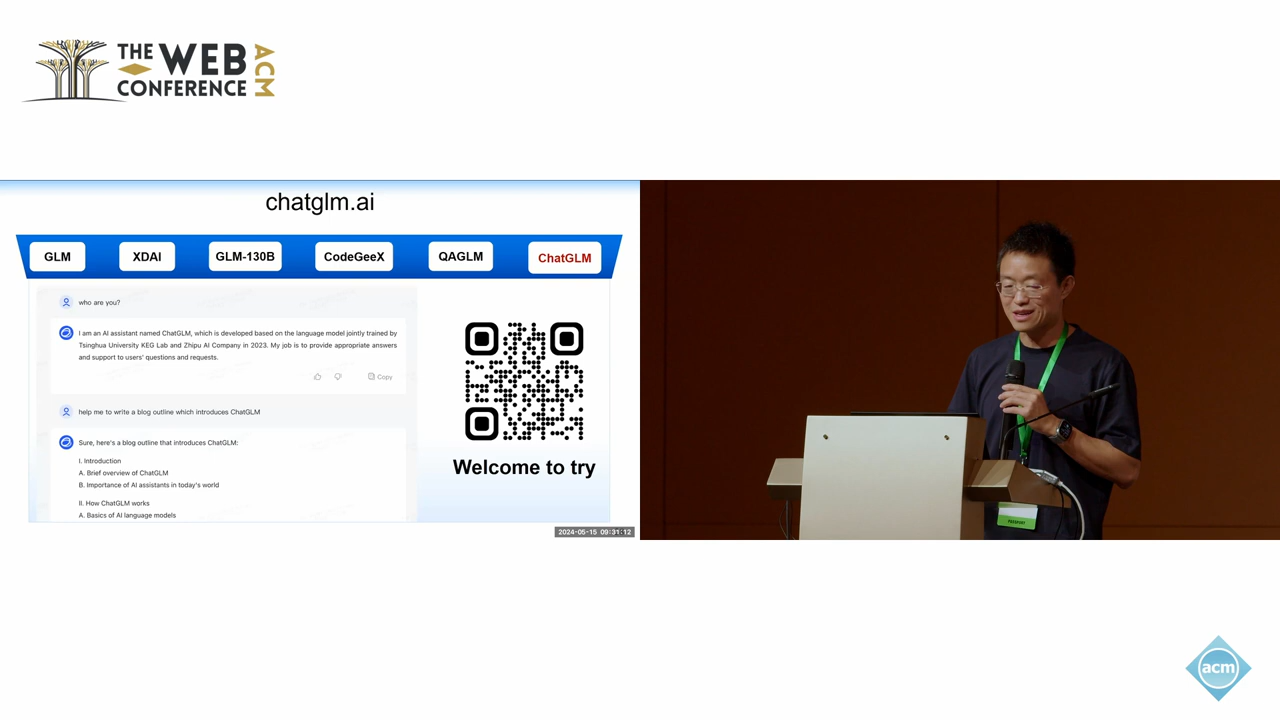 THE WEB
CONFERENCE
ACM
chatglm.ai
GLM
XDAI
GLM-130B
CodeGeeX
QAGLM
ChatGLM
who are you?
I am an AI assistant named ChatGLM, which is developed based on the language model jointly trained by
Tsinghua University KEG Lab and Zhipu AI Company in 2023. My job is to provide appropriate answers
and support to users' questions and requests.
Copy
help me to write a blog outline which introduces ChatGLM
Sure, here's a blog outline that introduces ChatGLM:
I. Introduction
A. Brief overview of ChatGLM
B. Importance of AI assistants in today's world
II. How ChatGLM works
A. Basics of AI language models
Welcome to try
2024-05-15 09:31:12
acm